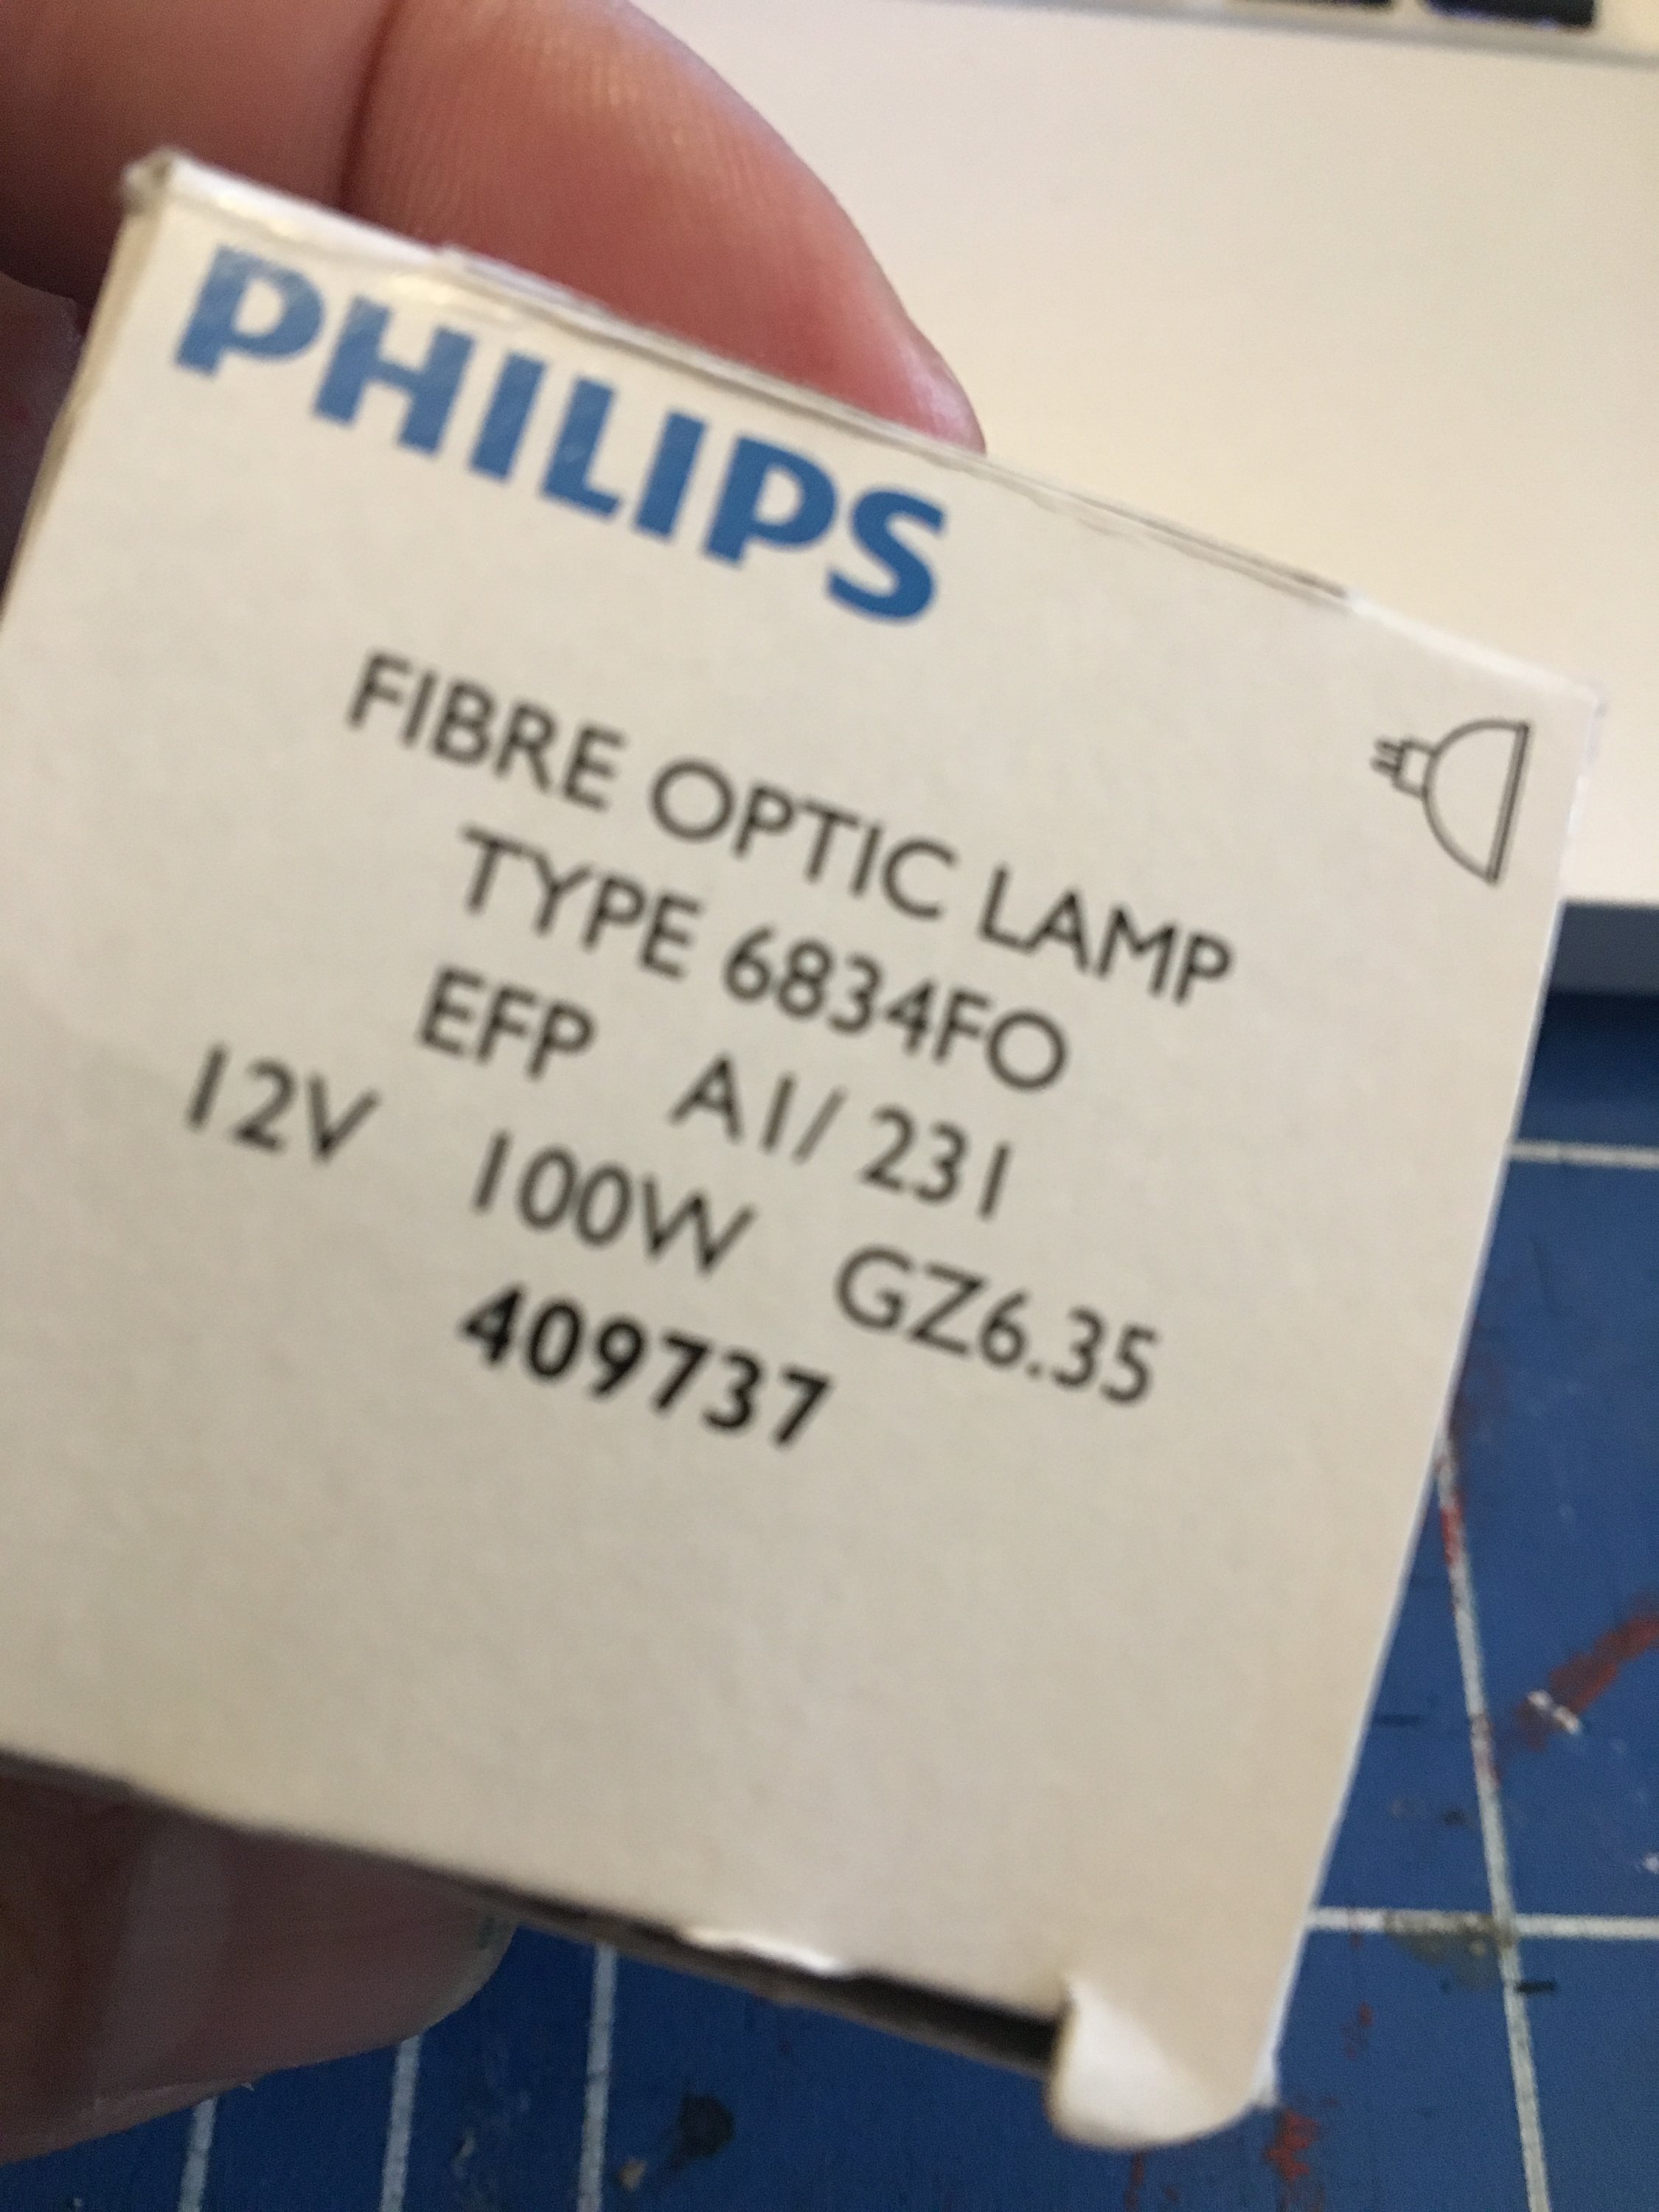 PHILIPS
FIBRE OPTIC LAMP
TYPE 6834FO
EFP A1/ 231
12V 100W GZ6.35
409737